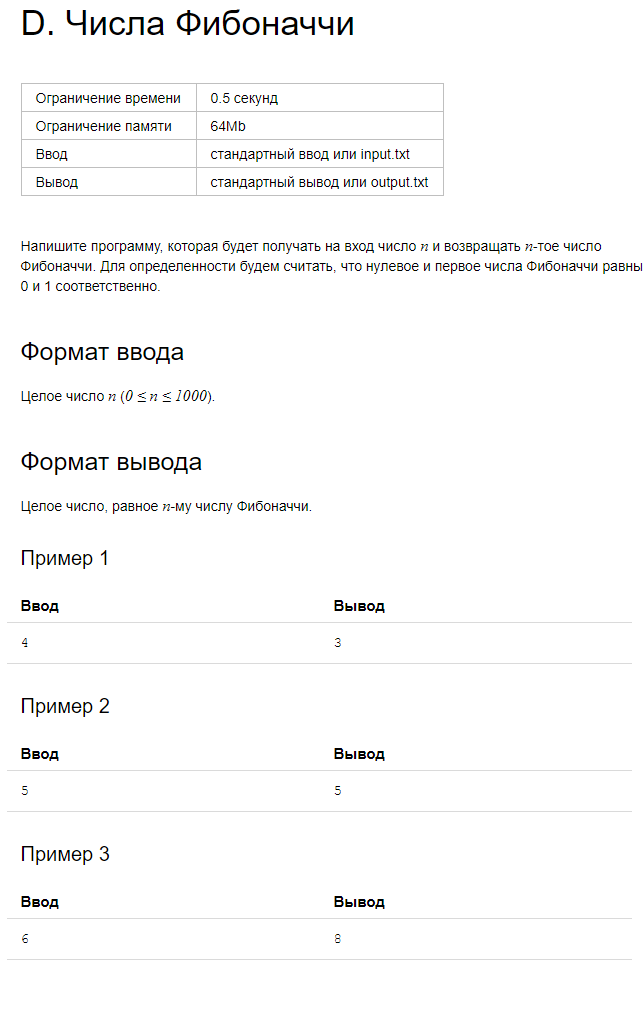 D. Числа Фибоначчи
Ограничение времени 0.5 секунд
Ограничение памяти 64Mb
Ввод стандартный ввод или input.txt
Вывод стандартный вывод или output.txt
Напишите программу, которая будет получать на вход число n и возвращать n-тое число
Фибоначчи. Для определенности будем считать, что нулевое и первое числа Фибоначчи равны
0 и 1 соответственно.
Формат ввода
Целое число n (0 ≤ n ≤ 1000).
Формат вывода
Целое число, равное n-му числу Фибоначчи.
Пример 1
Ввод Вывод
4 3
Пример 2
Ввод Вывод
5 5
Пример 3
Ввод Вывод
6 8